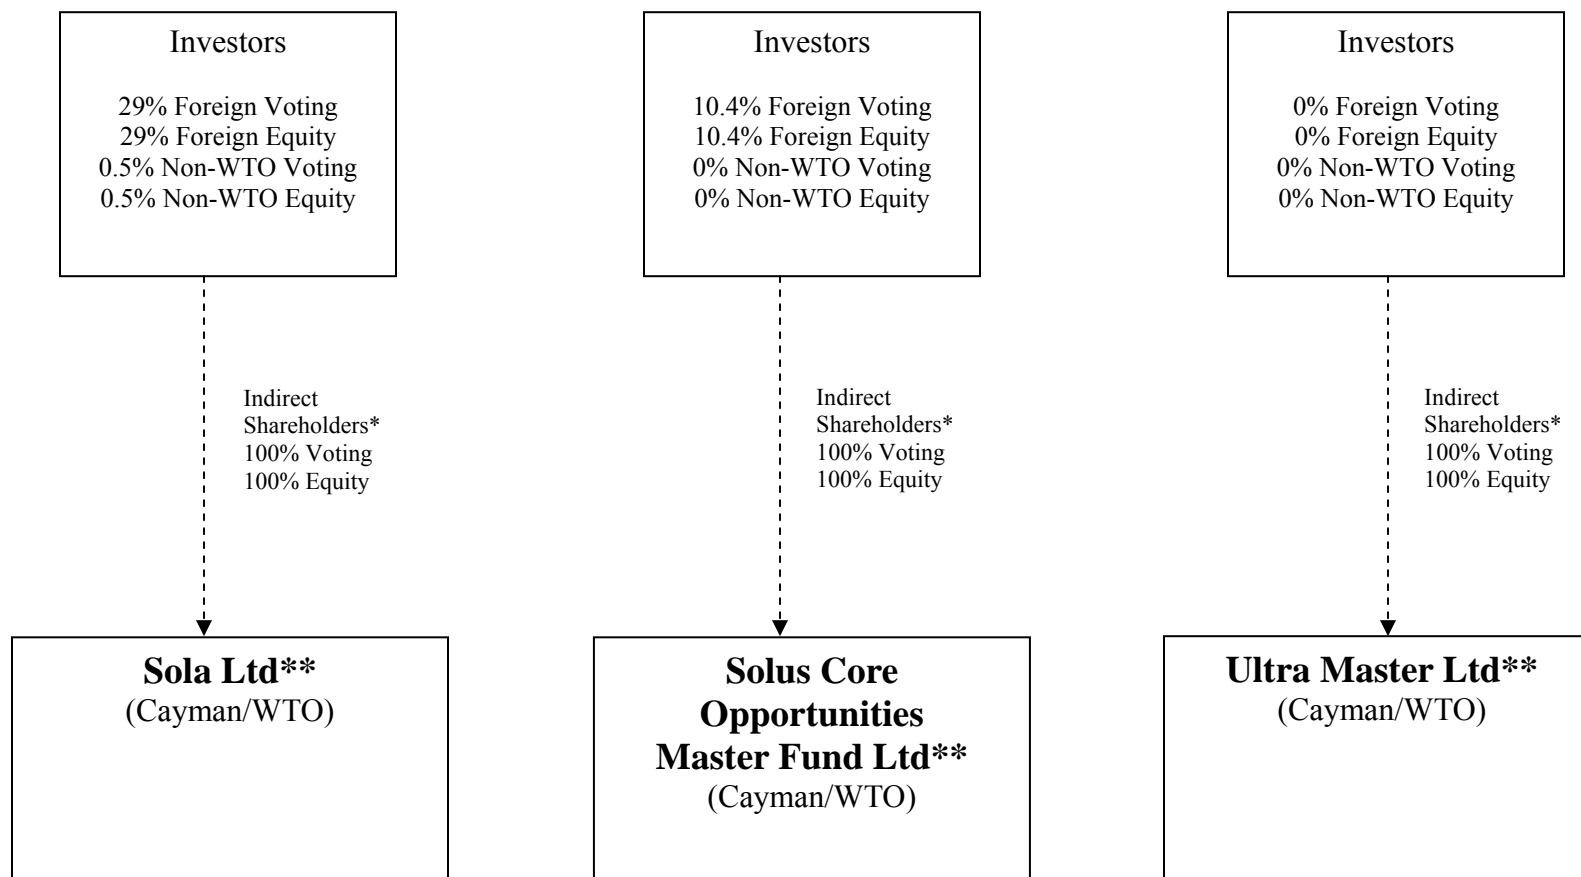 Investors
29% Foreign Voting
29% Foreign Equity
0.5% Non-WTO Voting
0.5% Non-WTO Equity
Investors
10.4% Foreign Voting
10.4% Foreign Equity
0% Non-WTO Voting
0% Non-WTO Equity
Investors
0% Foreign Voting
0% Foreign Equity
0% Non-WTO Voting
0% Non-WTO Equity
Indirect
Shareholders*
100% Voting
100% Equity
Indirect
Shareholders*
100% Voting
100% Equity
Indirect
Shareholders*
100% Voting
100% Equity
Sola Ltd**
(Cayman/WTO)
Solus Core
Opportunities
Master Fund Ltd**
(Cayman/WTO)
Ultra Master Ltd**
(Cayman/WTO)